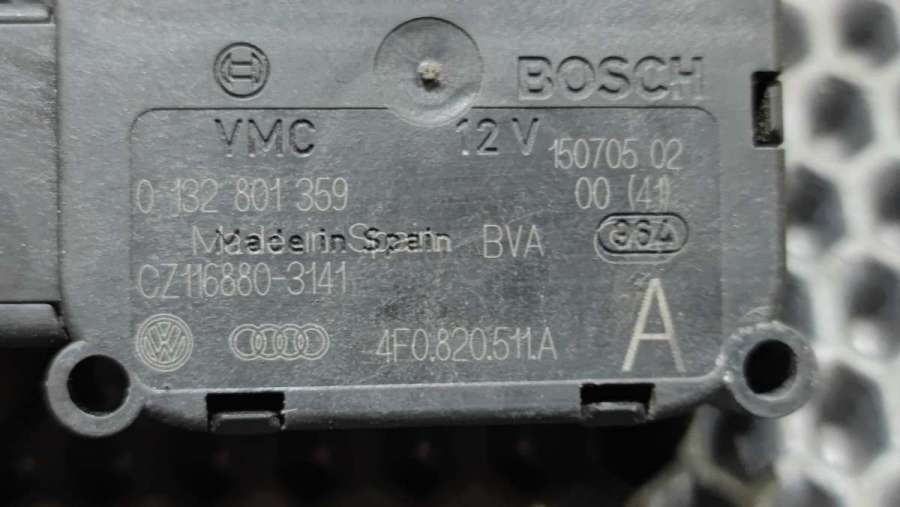 BOSCH
VMC 12 V 150705 02
0 132 801 359 00 (41)
Made in Spain BVA 964
CZ116880-3141
4F0.820.511.A A